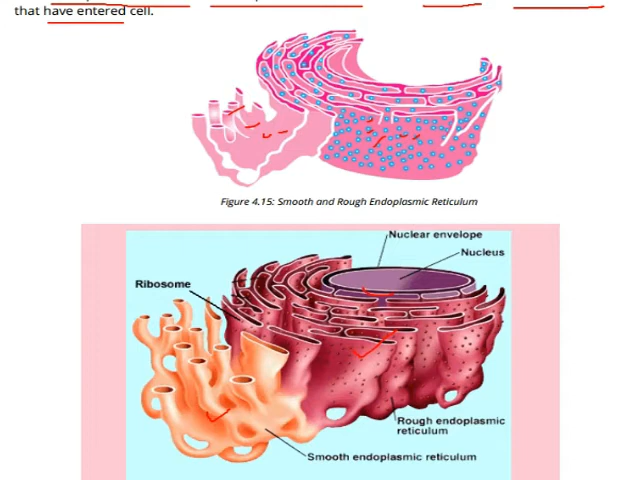 that have entered cell.
Figure 4.15: Smooth and Rough Endoplasmic Reticulum
Nuclear envelope
Nucleus
Ribosome
Rough endoplasmic
reticulum
Smooth endoplasmic reticulum